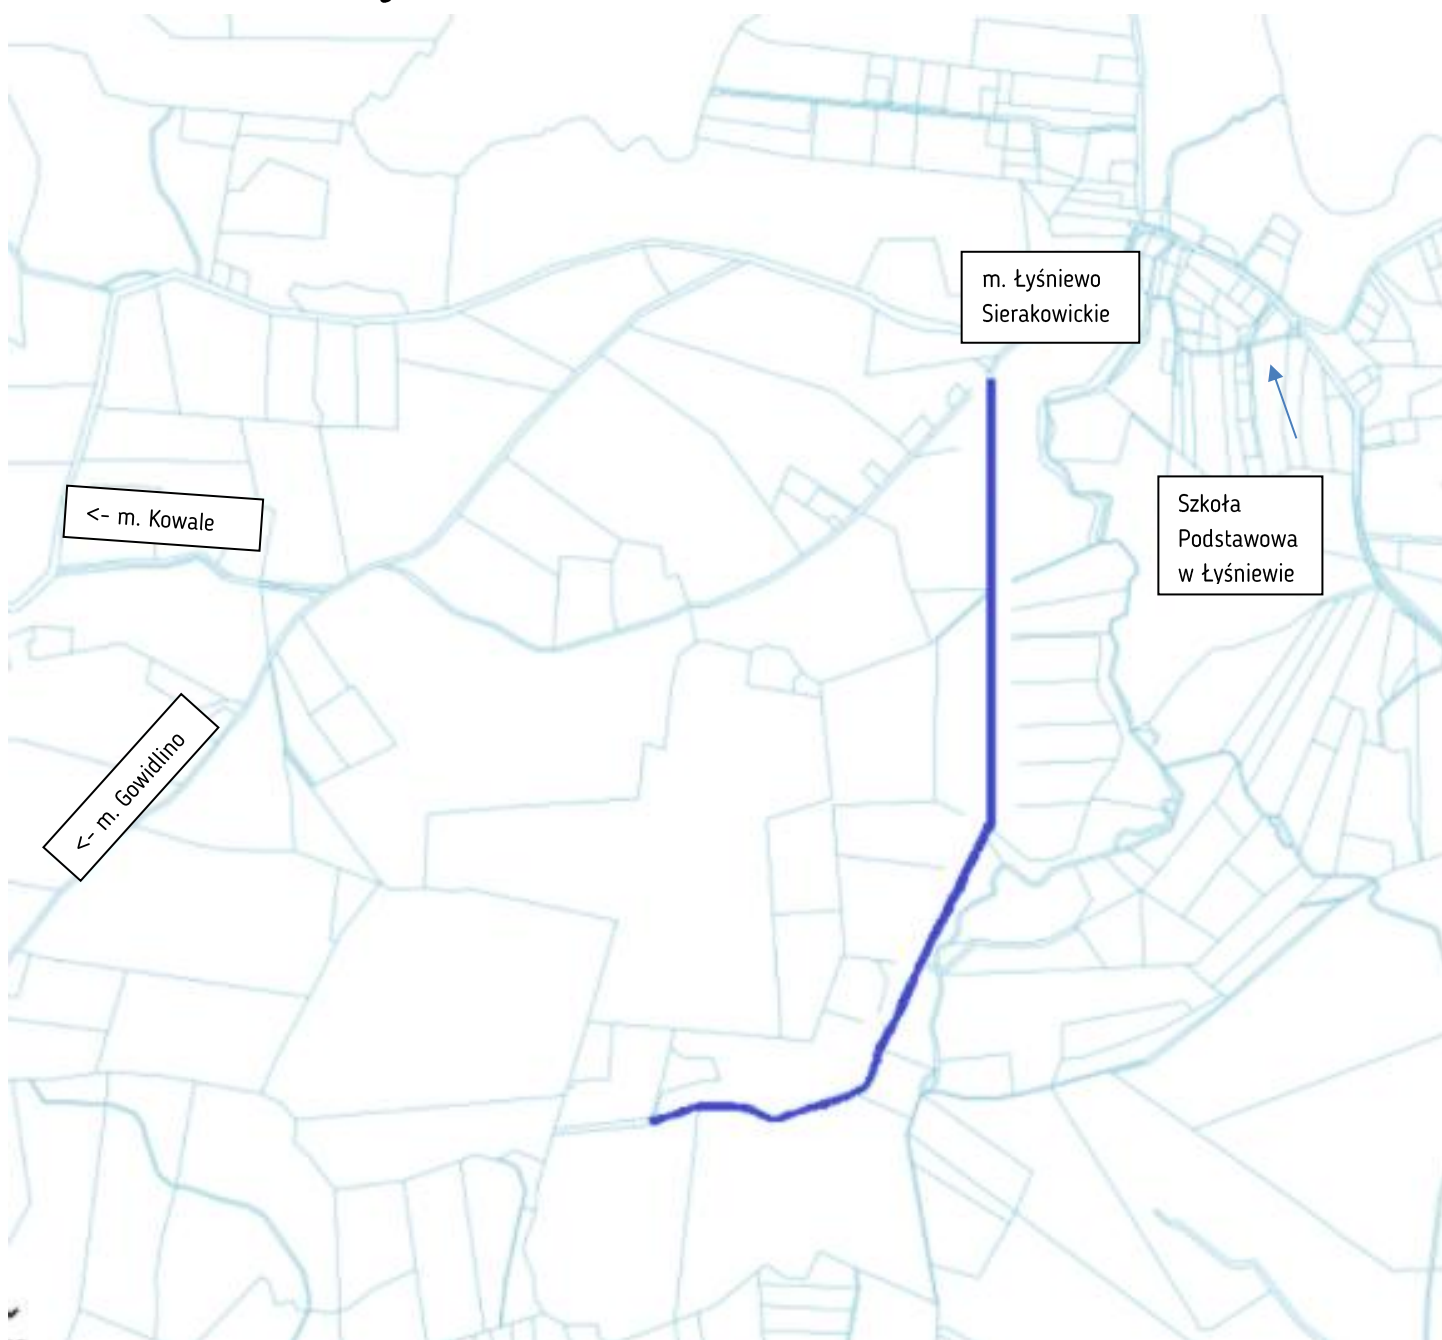 m. Łyśniewo
Sierakowickie
<- m. Kowale
Szkoła
Podstawowa
w Łyśniewie
<- m. Gowidlino